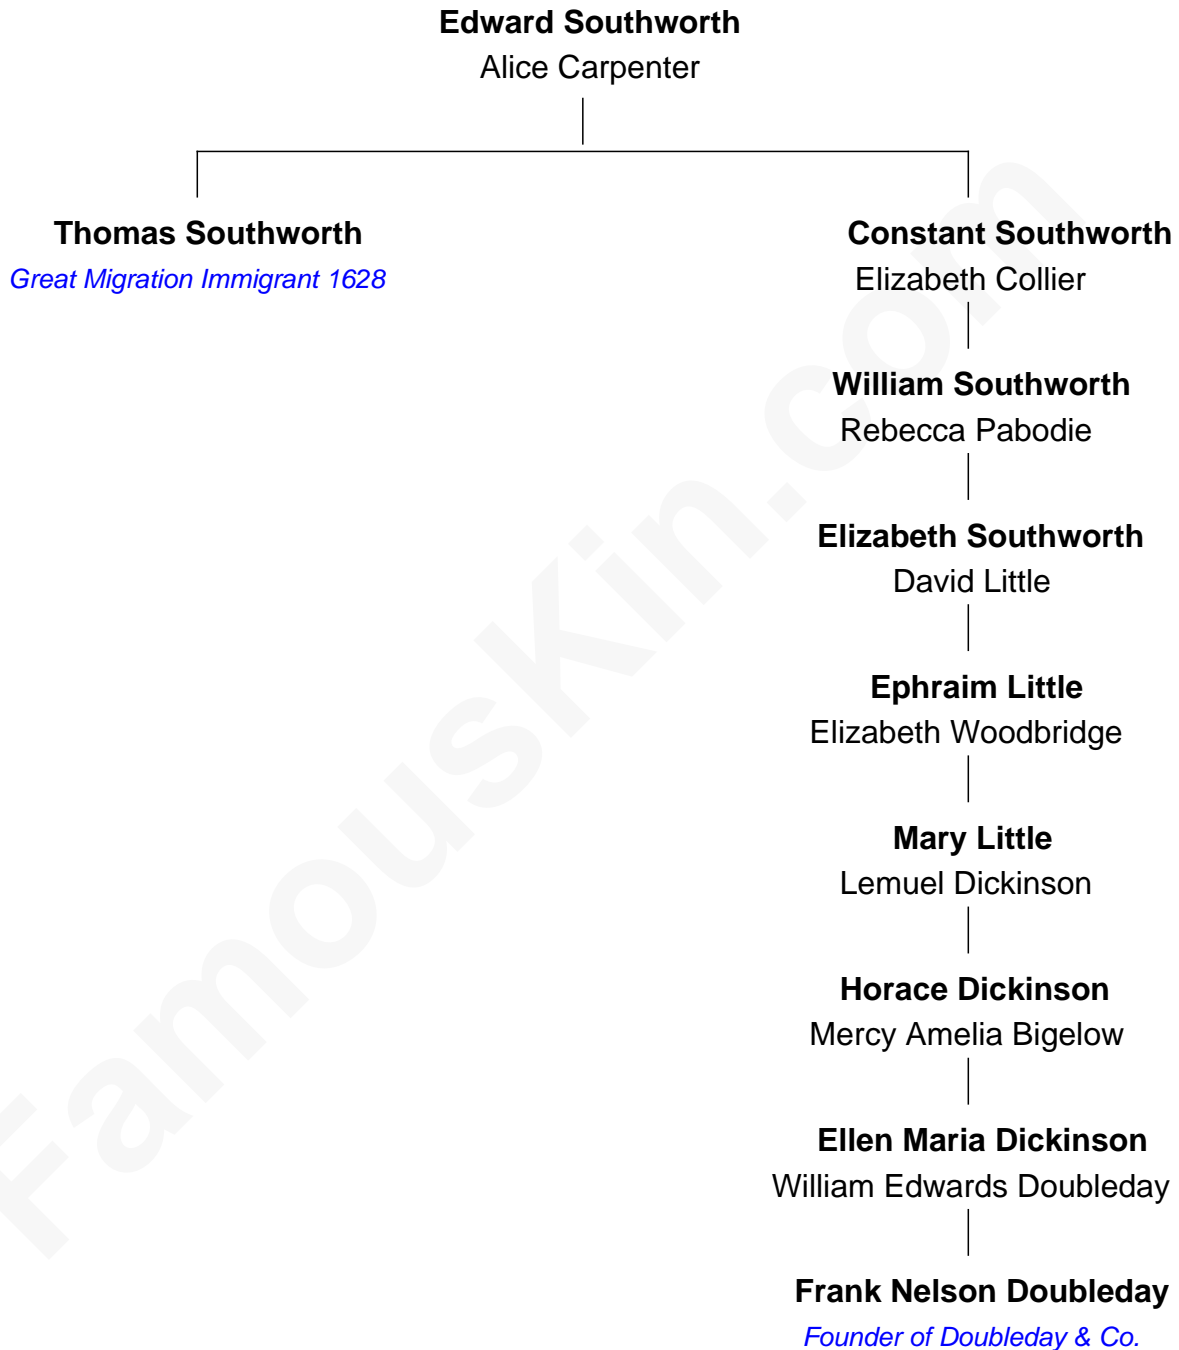 Edward Southworth
Alice Carpenter
Thomas Southworth
Great Migration Immigrant 1628
Constant Southworth
Elizabeth Collier
William Southworth
Rebecca Pabodie
Elizabeth Southworth
David Little
Ephraim Little
Elizabeth Woodbridge
Mary Little
Lemuel Dickinson
Horace Dickinson
Mercy Amelia Bigelow
Ellen Maria Dickinson
William Edwards Doubleday
Frank Nelson Doubleday
Founder of Doubleday & Co.
FamousKin.com